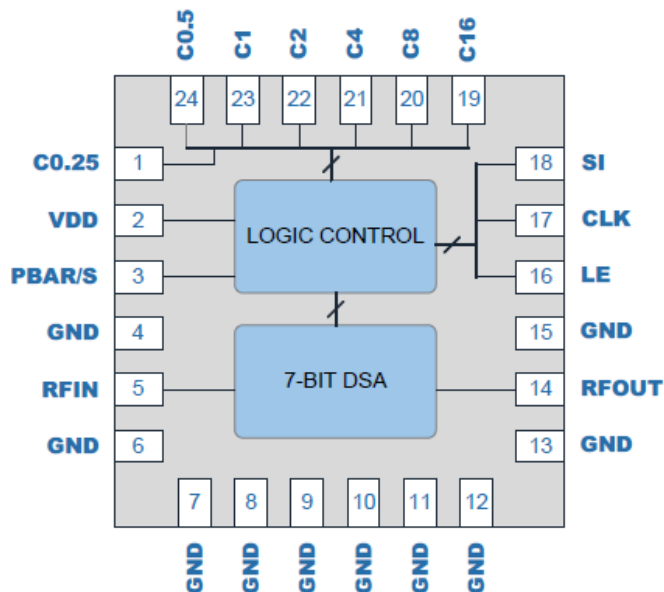 C0.5 C1 C2 C4 C8 C16
24 23 22 21 20 19
C0.25 1 18 SI
VDD 2 LOGIC CONTROL 17 CLK
PBAR/S 3 16 LE
GND 4 15 GND
RFIN 5 7-BIT DSA 14 RFOUT
GND 6 13 GND
7 8 9 10 11 12
GND GND GND GND GND GND